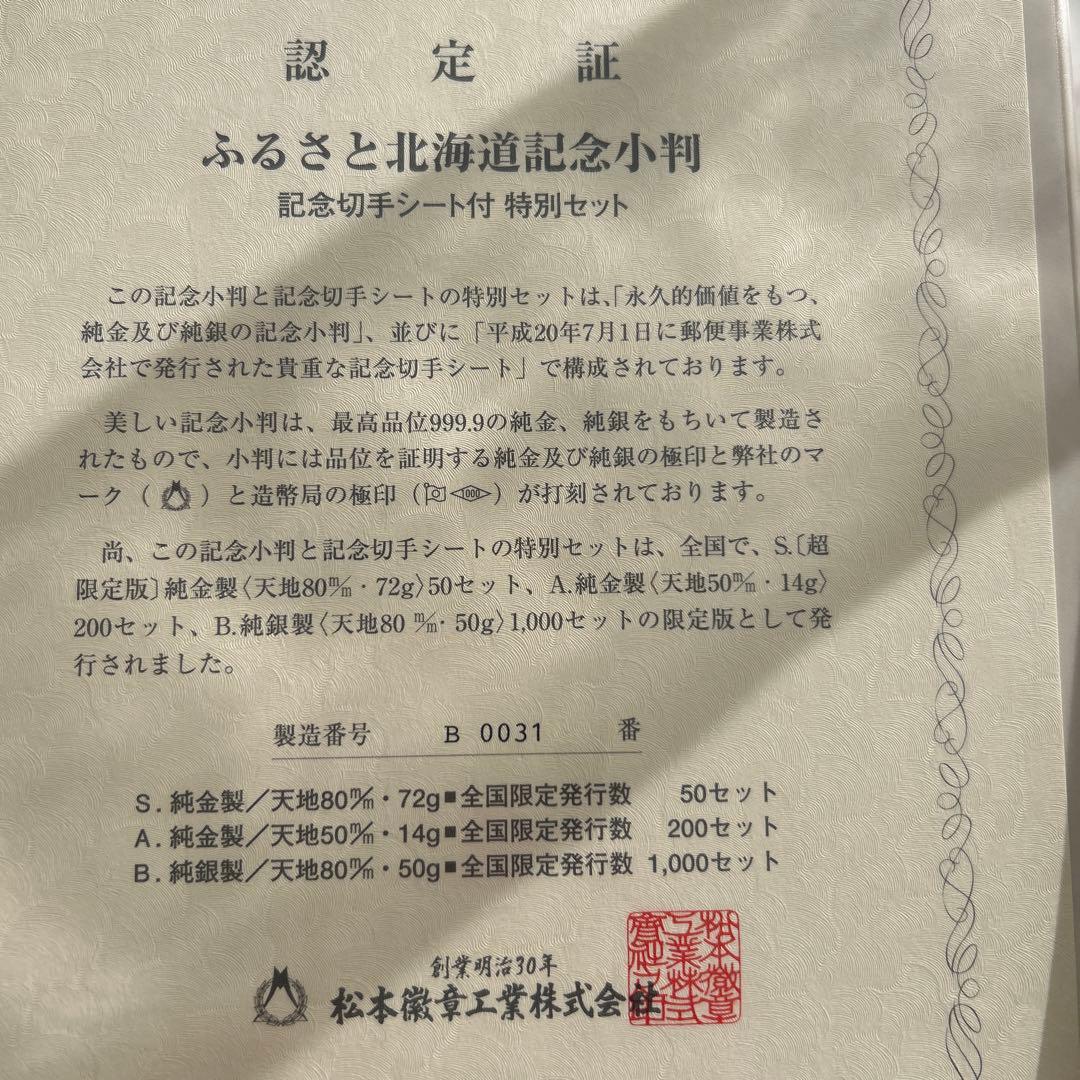 認定証
ふるさと北海道記念小判
記念切手シート付 特別セット
この記念小判と記念切手シートの特別セットは、「永久的価値をもつ、
純金及び純銀の記念小判」、並びに「平成20年7月1日に郵便事業株式
会社で発行された貴重な記念切手シート」で構成されております。
美しい記念小判は、最高品位999.9の純金、純銀をもちいて製造さ
れたもので、小判には品位を証明する純金及び純銀の極印と弊社のマ
ーク（ ）と造幣局の極印（ 1000 ）が打刻されております。
尚、この記念小判と記念切手シートの特別セットは、全国で、S.〔超
限定版〕純金製〈天地80m/m・72g〉50セット、A.純金製〈天地50m/m・14g〉
200セット、B.純銀製〈天地80 m/m・50g〉1,000セットの限定版として発
行されました。
製造番号 B 0031 番
S. 純金製／天地80m/m・72g■全国限定発行数 50セット
A. 純金製／天地50m/m・14g■全国限定発行数 200セット
B. 純銀製／天地80m/m・50g■全国限定発行数 1,000セット
創業明治30年
松本徽章工業株式会社